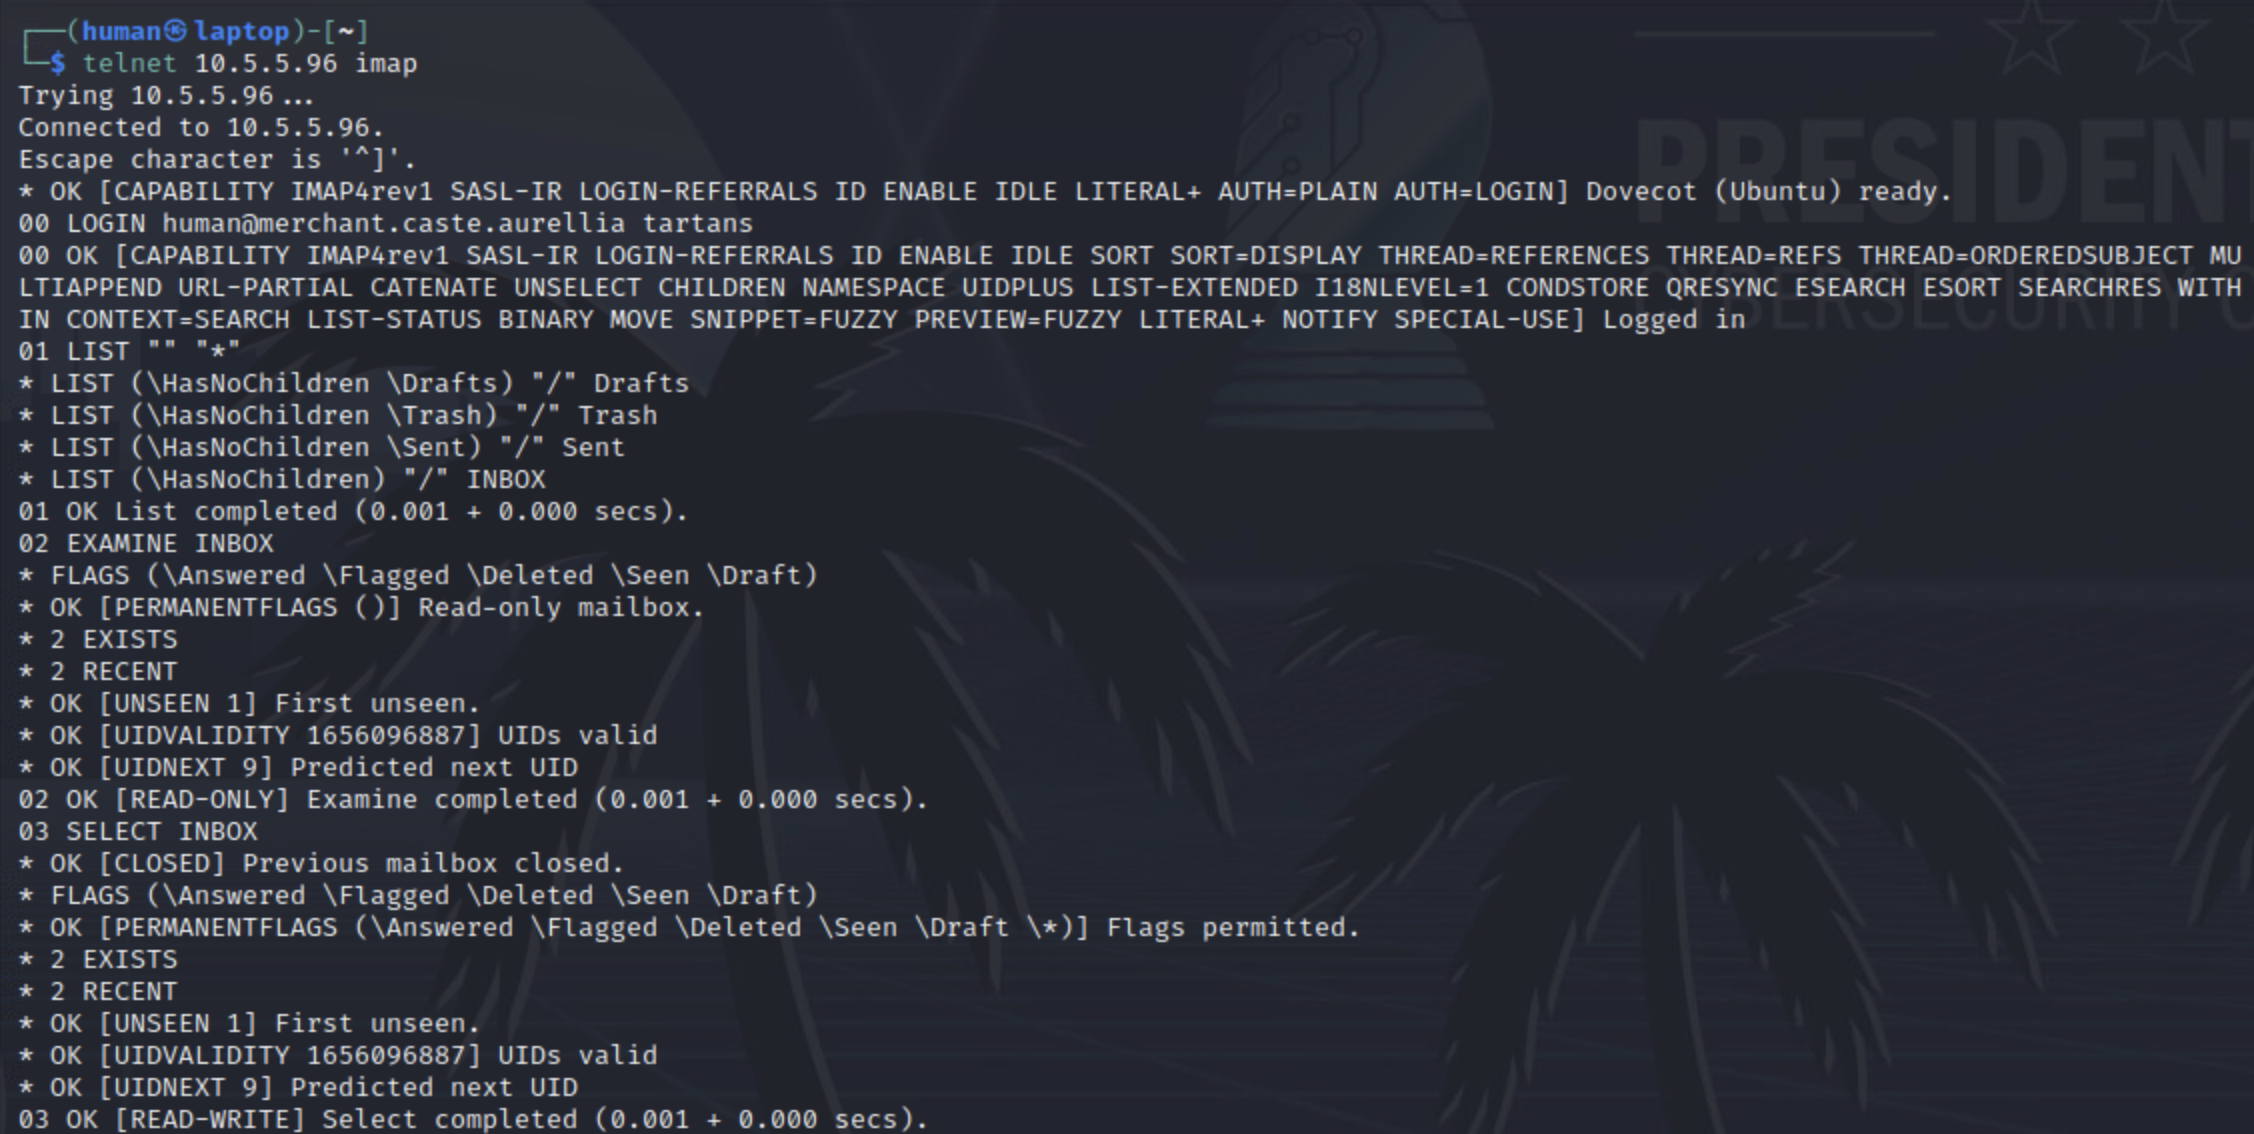 ┌──(human㉿laptop)-[~]
└─$ telnet 10.5.5.96 imap
Trying 10.5.5.96...
Connected to 10.5.5.96.
Escape character is '^]'.
* OK [CAPABILITY IMAP4rev1 SASL-IR LOGIN-REFERRALS ID ENABLE IDLE LITERAL+ AUTH=PLAIN AUTH=LOGIN] Dovecot (Ubuntu) ready.
00 LOGIN human@merchant.caste.aurellia tartans
00 OK [CAPABILITY IMAP4rev1 SASL-IR LOGIN-REFERRALS ID ENABLE IDLE SORT SORT=DISPLAY THREAD=REFERENCES THREAD=REFS THREAD=ORDEREDSUBJECT MU
LTIAPPEND URL-PARTIAL CATENATE UNSELECT CHILDREN NAMESPACE UIDPLUS LIST-EXTENDED I18NLEVEL=1 CONDSTORE QRESYNC ESEARCH ESORT SEARCHRES WITH
IN CONTEXT=SEARCH LIST-STATUS BINARY MOVE SNIPPET=FUZZY PREVIEW=FUZZY LITERAL+ NOTIFY SPECIAL-USE] Logged in
01 LIST "" "*"
* LIST (\HasNoChildren \Drafts) "/" Drafts
* LIST (\HasNoChildren \Trash) "/" Trash
* LIST (\HasNoChildren \Sent) "/" Sent
* LIST (\HasNoChildren) "/" INBOX
01 OK List completed (0.001 + 0.000 secs).
02 EXAMINE INBOX
* FLAGS (\Answered \Flagged \Deleted \Seen \Draft)
* OK [PERMANENTFLAGS ()] Read-only mailbox.
* 2 EXISTS
* 2 RECENT
* OK [UNSEEN 1] First unseen.
* OK [UIDVALIDITY 1656096887] UIDs valid
* OK [UIDNEXT 9] Predicted next UID
02 OK [READ-ONLY] Examine completed (0.001 + 0.000 secs).
03 SELECT INBOX
* OK [CLOSED] Previous mailbox closed.
* FLAGS (\Answered \Flagged \Deleted \Seen \Draft)
* OK [PERMANENTFLAGS (\Answered \Flagged \Deleted \Seen \Draft \*)] Flags permitted.
* 2 EXISTS
* 2 RECENT
* OK [UNSEEN 1] First unseen.
* OK [UIDVALIDITY 1656096887] UIDs valid
* OK [UIDNEXT 9] Predicted next UID
03 OK [READ-WRITE] Select completed (0.001 + 0.000 secs).
PRESIDENT
CYBERSECURITY C